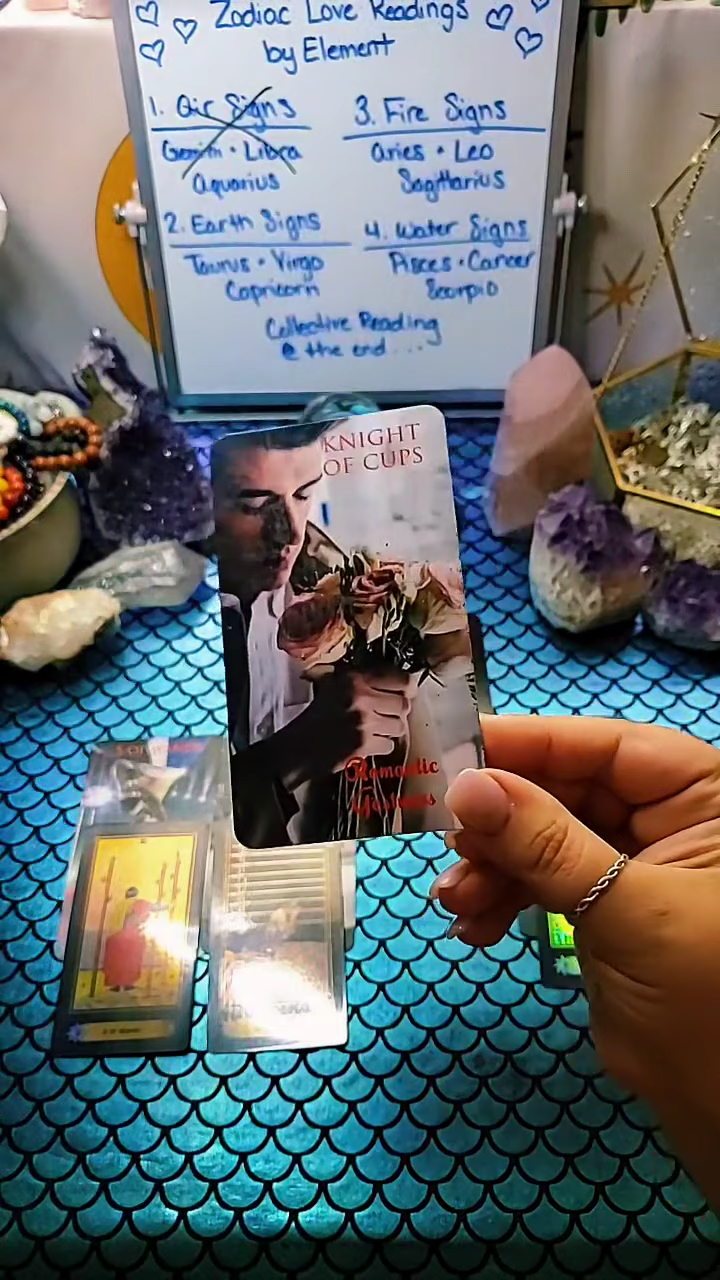 Zodiac Love Readings
by Element
1. Air Signs
Gemini • Libra
Aquarius
2. Earth Signs
Taurus • Virgo
Capricorn
3. Fire Signs
Aries • Leo
Sagittarius
4. Water Signs
Pisces • Cancer
Scorpio
Collective Reading
@ the end....
KNIGHT
OF CUPS
Romantic
Gestures